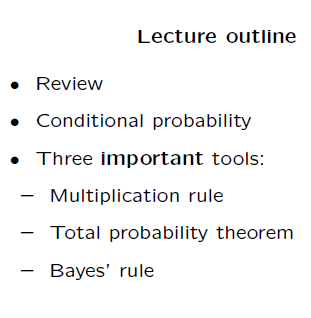 Lecture outline
• Review
• Conditional probability
• Three important tools:
– Multiplication rule
– Total probability theorem
– Bayes' rule